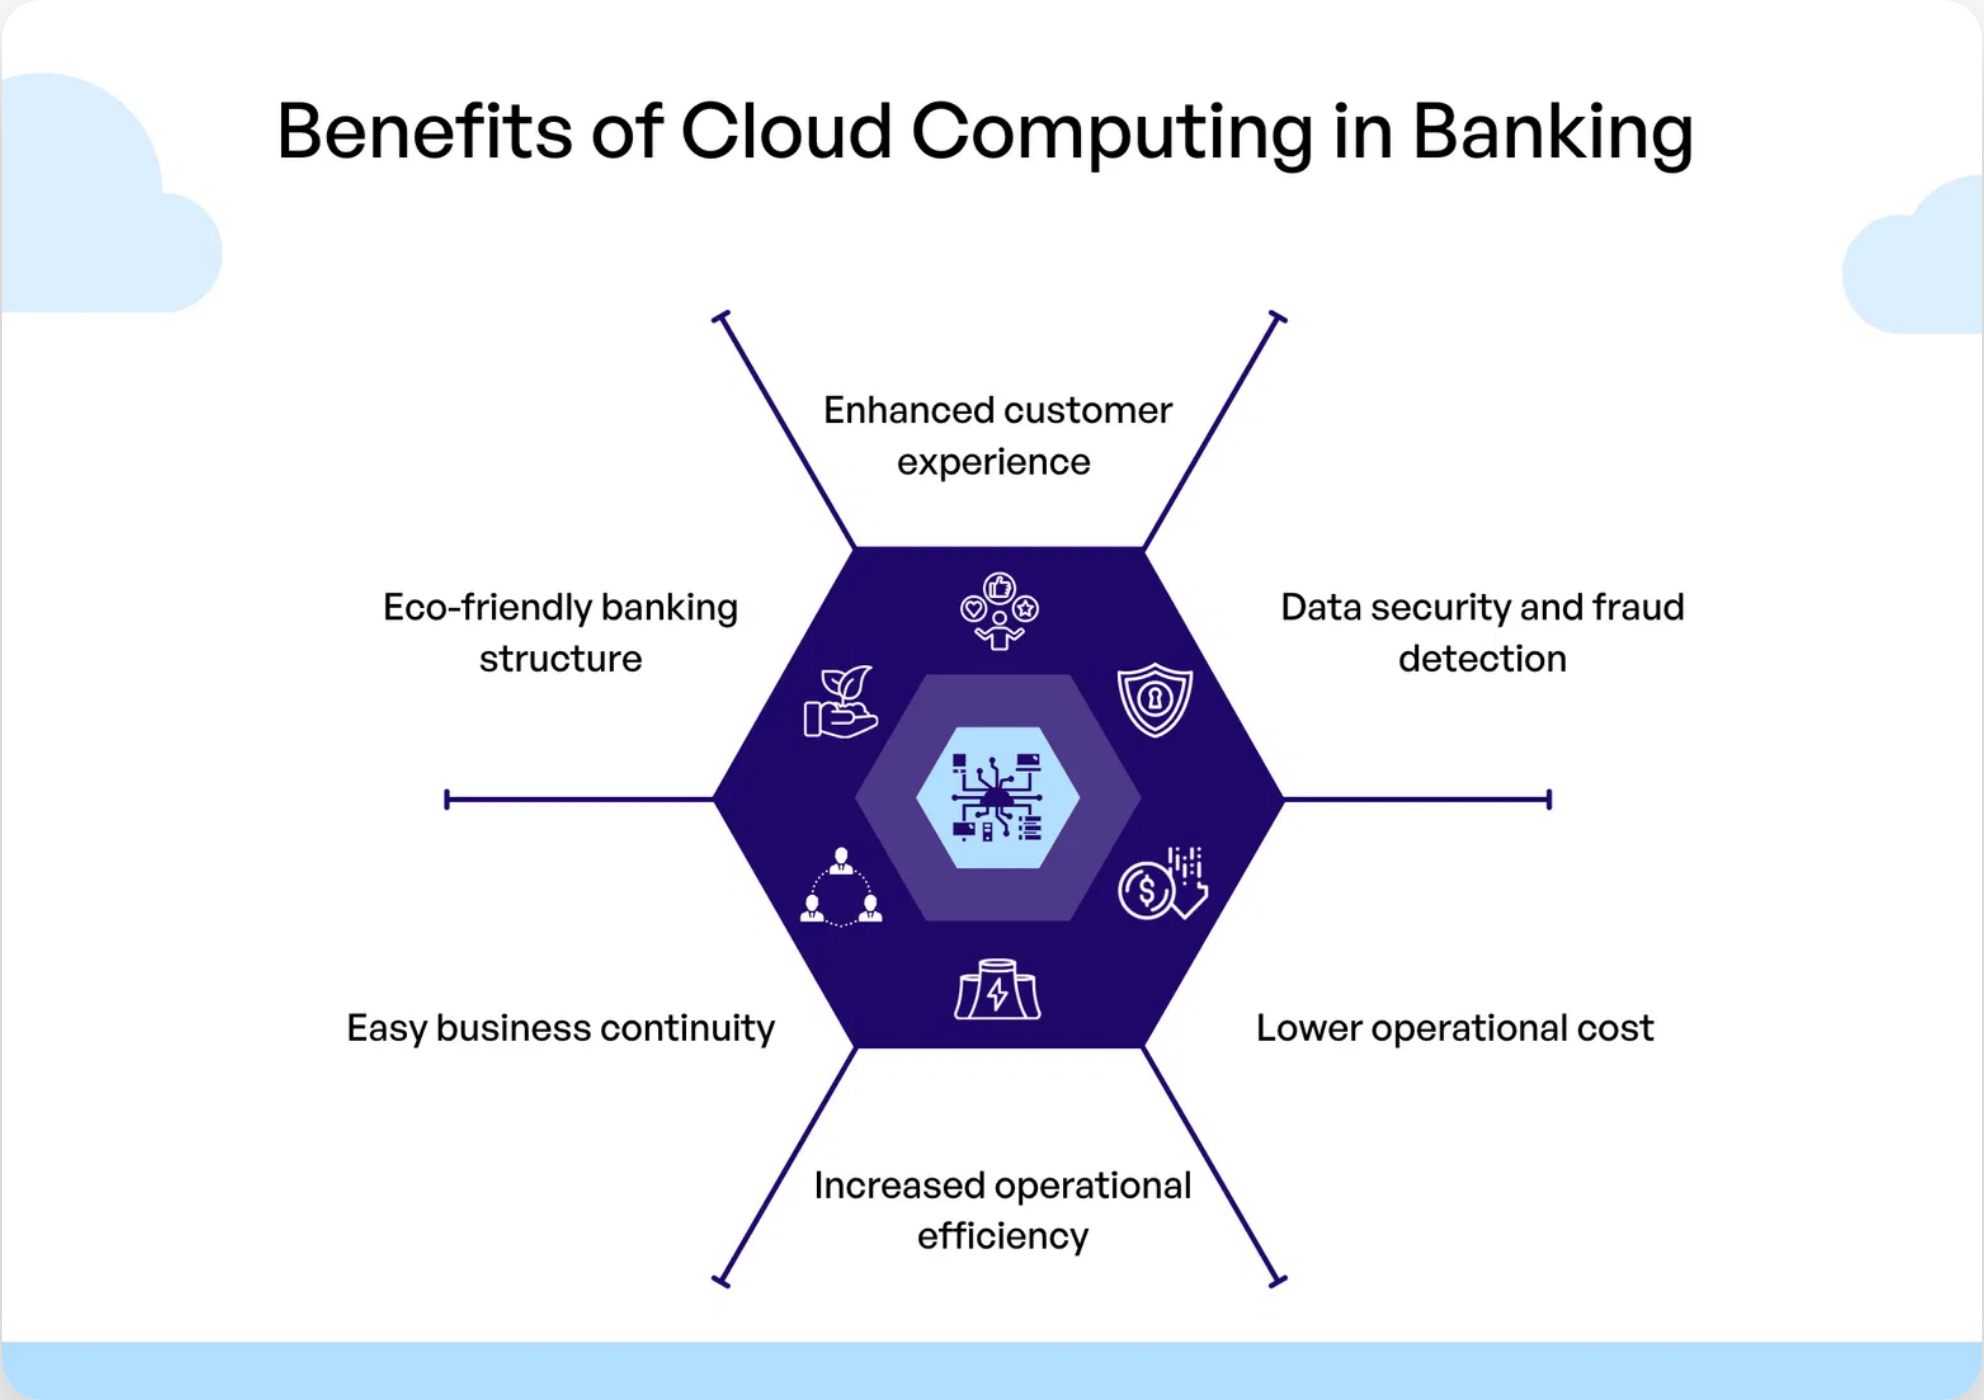 Benefits of Cloud Computing in Banking
Enhanced customer
experience
Eco-friendly banking
structure
Data security and fraud
detection
Easy business continuity
Lower operational cost
Increased operational
efficiency